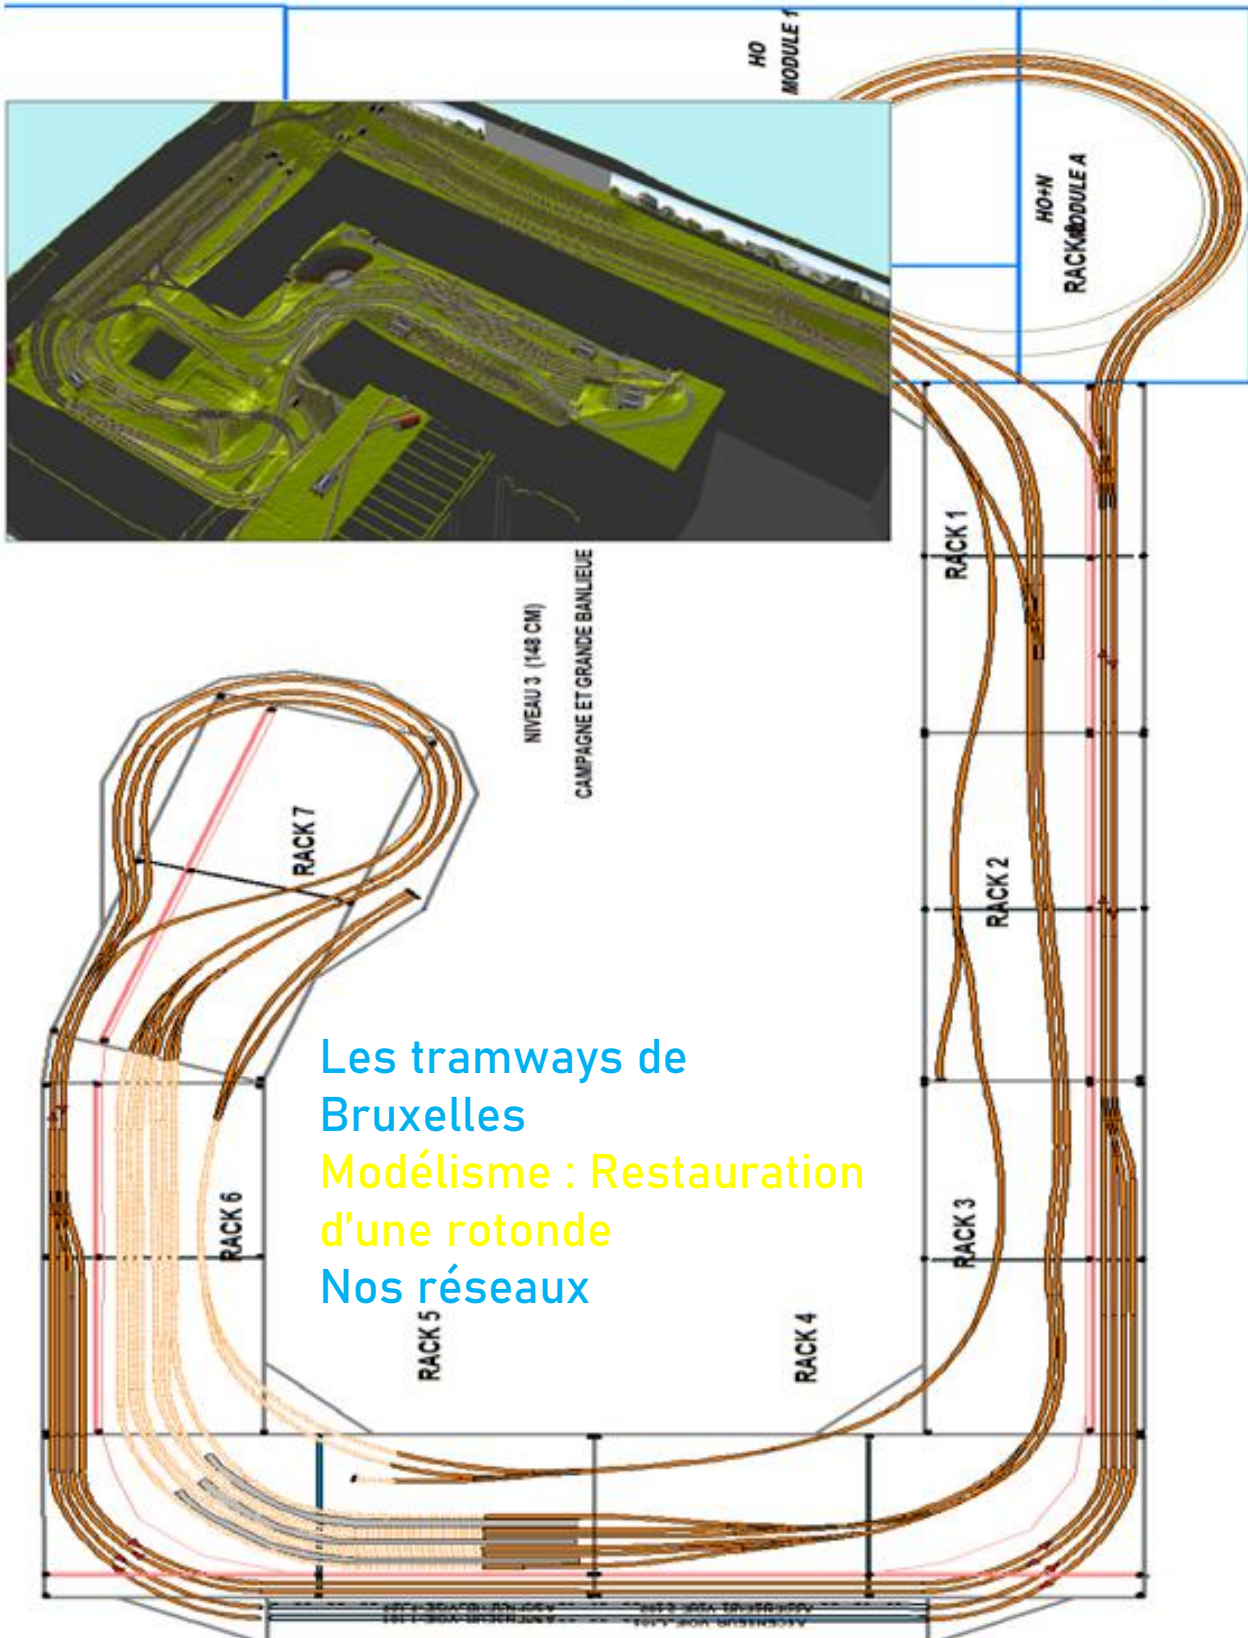 HO
MODULE 1
HO+N
MODULE A
RACK
RACK 1
NIVEAU 3 (148 CM)
CAMPAGNE ET GRANDE BANLIEUE
RACK 7
RACK 2
Les tramways de
Bruxelles
Modélisme : Restauration
d'une rotonde
Nos réseaux
RACK 6
RACK 3
RACK 5
RACK 4